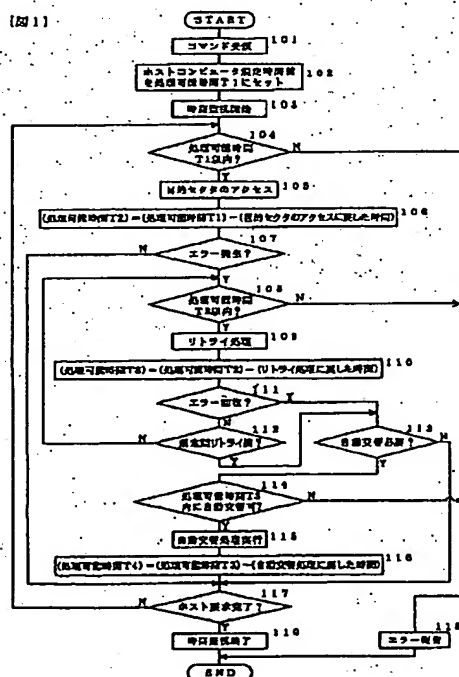 [図1]
START
コマンド受領 101
ホストコンピュータ設定時間値
を処理可能時間T1にセット 102
時間監視開始 103
処理可能時間
T1以内? 104
N
Y
目的セクタのアクセス 105
(処理可能時間T2)=(処理可能時間T1)-(目的セクタのアクセスに要した時間) 106
エラー発生? 107
N
Y
処理可能時間
T2以内? 108
N
Y
リトライ処理 109
(処理可能時間T3)=(処理可能時間T2)-(リトライ処理に要した時間) 110
エラー回復? 111
Y
N
規定回リトライ後? 112
N
Y
自動交替必要? 113
N
Y
処理可能時間T3
内に自動交替可? 114
N
Y
自動交替処理実行 115
(処理可能時間T4)=(処理可能時間T3)-(自動交替処理に要した時間) 116
ホスト要求完了? 117
N
Y
時間監視終了 118
エラー報告 119
END